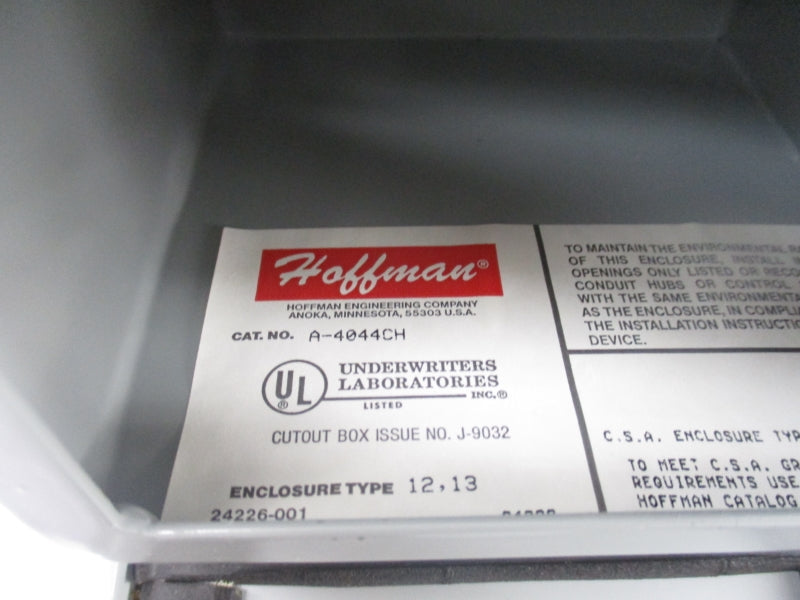 Hoffman®
HOFFMAN ENGINEERING COMPANY
ANOKA, MINNESOTA, 55303 U.S.A.
CAT. NO. A-4044CH
UL®
UNDERWRITERS
LABORATORIES
INC.®
LISTED
CUTOUT BOX ISSUE NO. J-9032
ENCLOSURE TYPE 12,13
24226-001
TO MAINTAIN THE ENVIRONMENTAL
OF THIS ENCLOSURE, INSTALL
OPENINGS ONLY LISTED OR
CONDUIT HUBS OR CONTROL
WITH THE SAME
AS THE ENCLOSURE, IN
THE INSTALLATION
DEVICE.
C.S.A. ENCLOSURE
TO MEET C.S.A.
REQUIREMENTS USE
HOFFMAN CATALOG